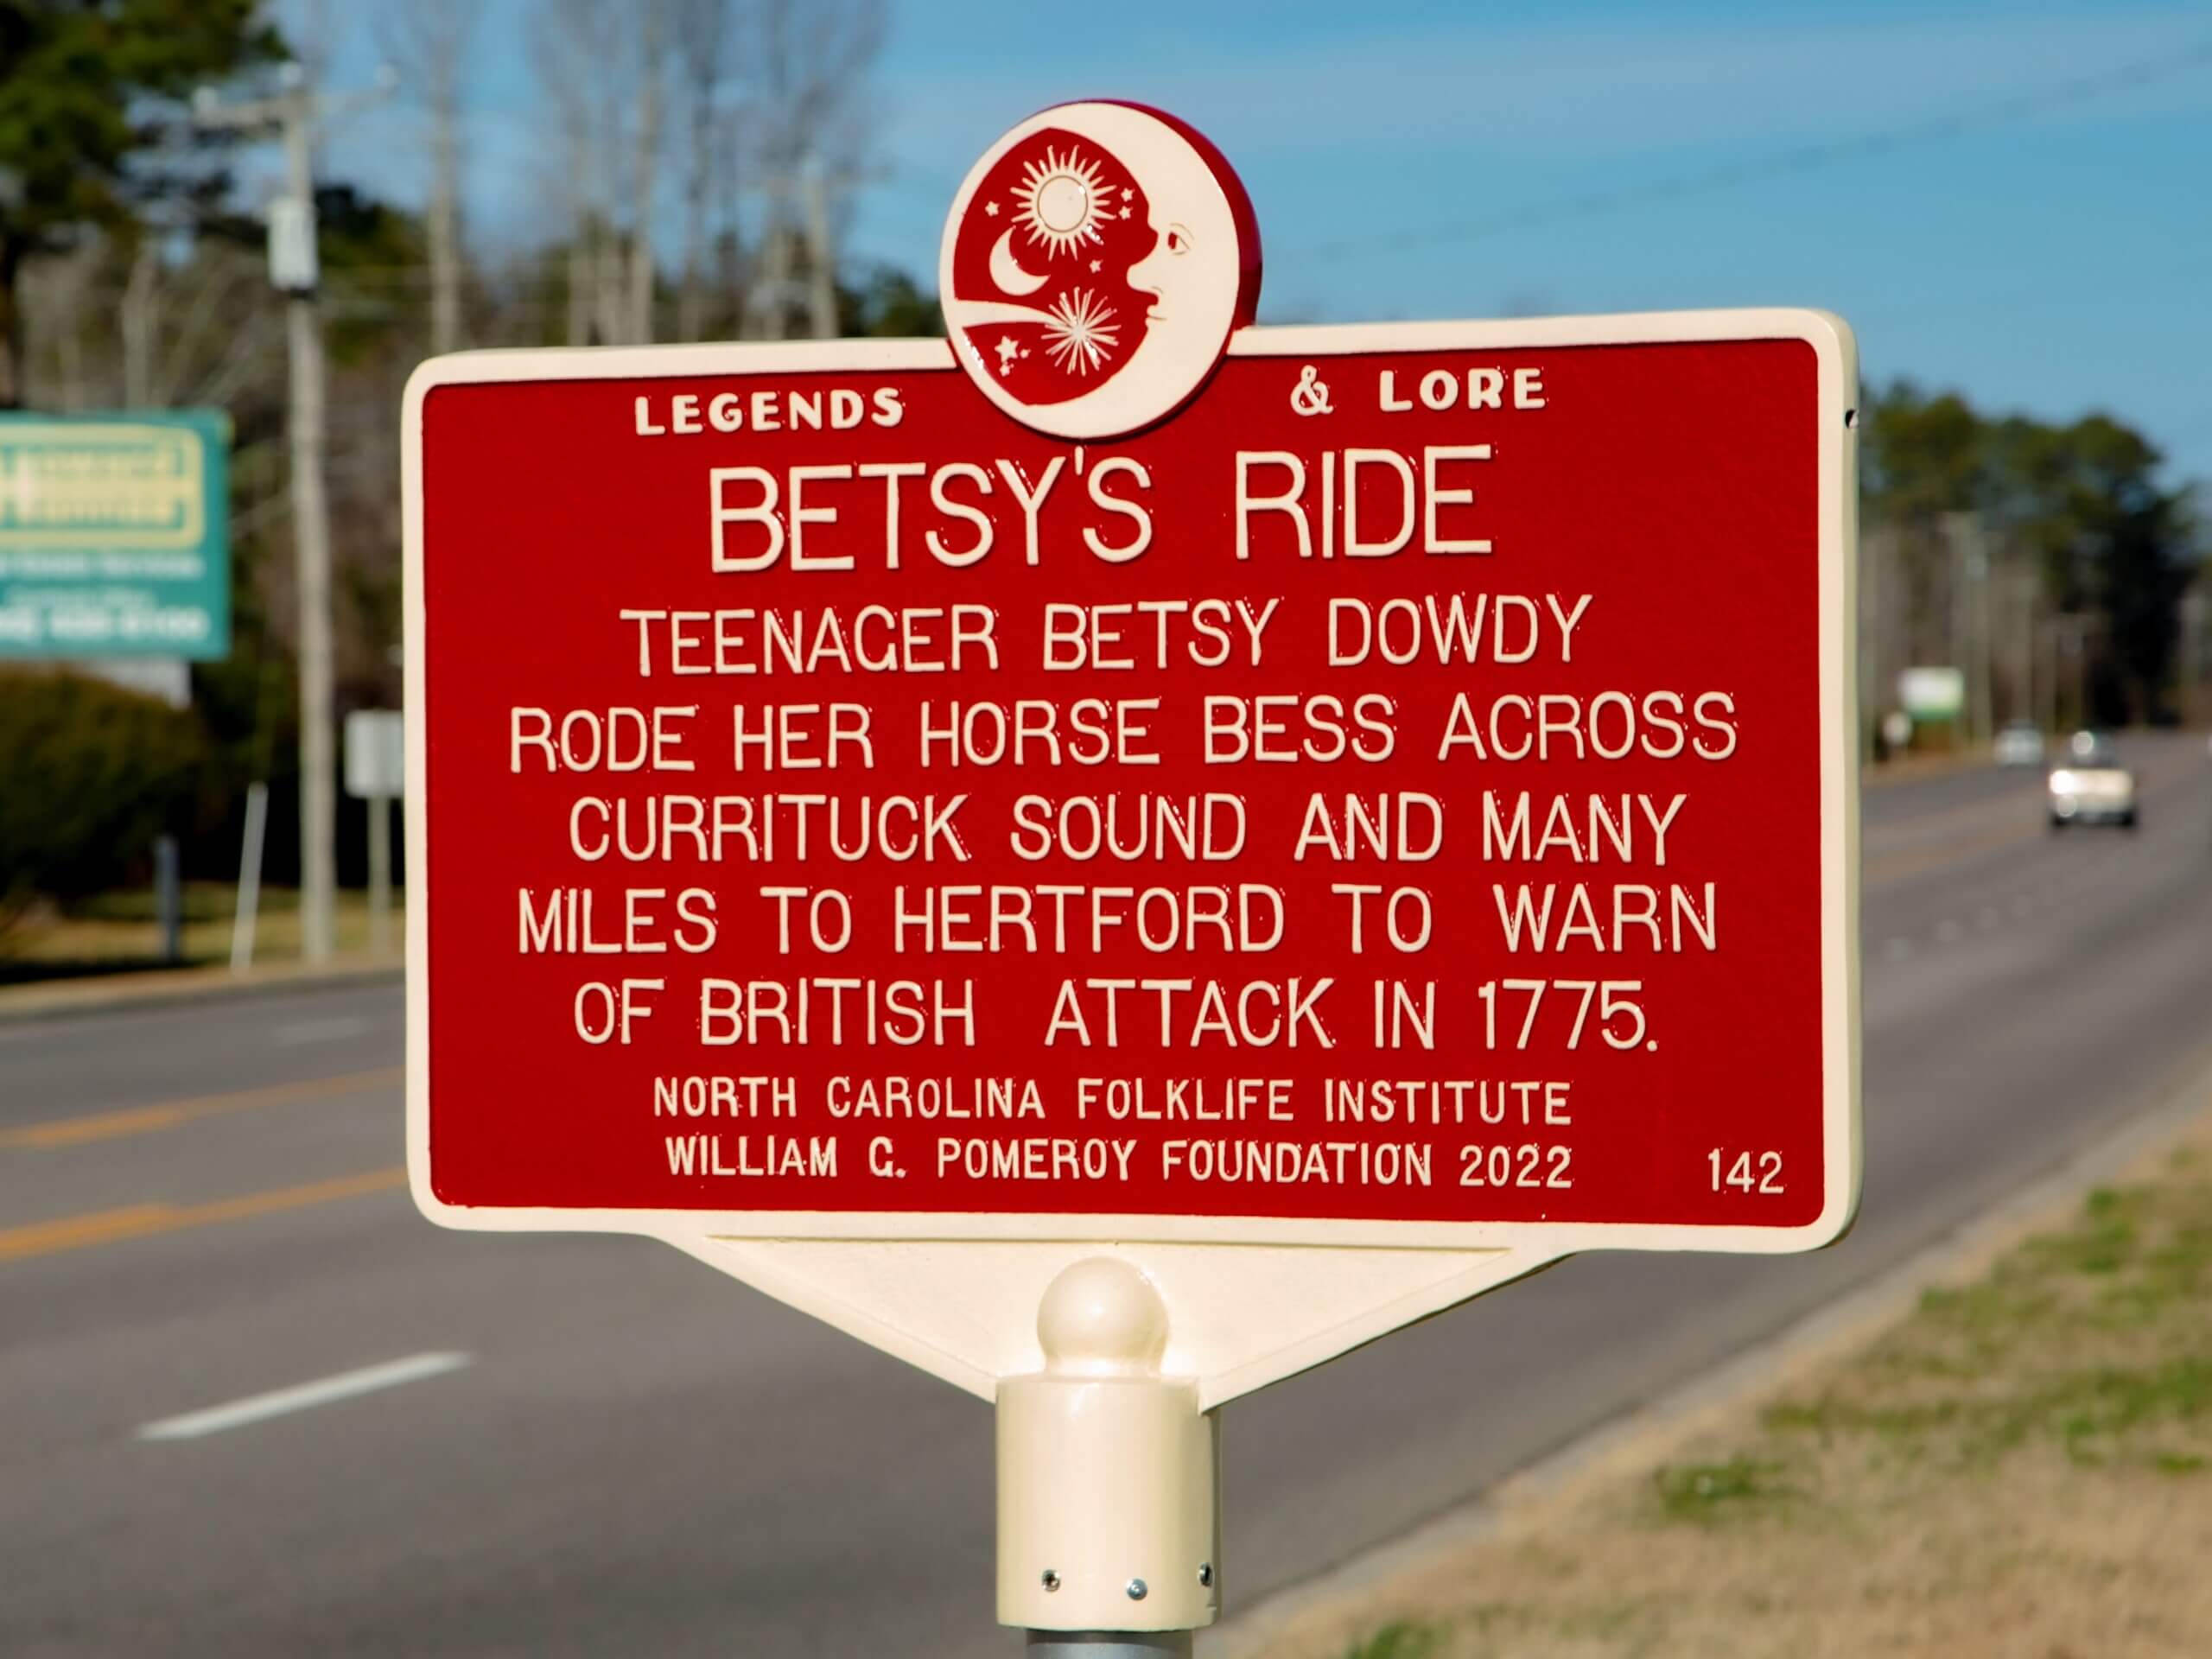 LEGENDS & LORE
BETSY'S RIDE
TEENAGER BETSY DOWDY
RODE HER HORSE BESS ACROSS
CURRITUCK SOUND AND MANY
MILES TO HERTFORD TO WARN
OF BRITISH ATTACK IN 1775.
NORTH CAROLINA FOLKLIFE INSTITUTE
WILLIAM G. POMEROY FOUNDATION 2022 142